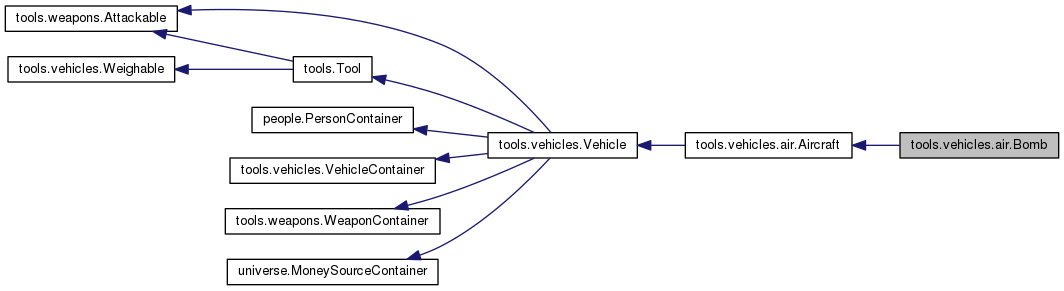 tools.weapons.Attackable
tools.vehicles.Weighable
tools.Tool
people.PersonContainer
tools.vehicles.Vehicle
tools.vehicles.air.Aircraft
tools.vehicles.air.Bomb
tools.vehicles.VehicleContainer
tools.weapons.WeaponContainer
universe.MoneySourceContainer